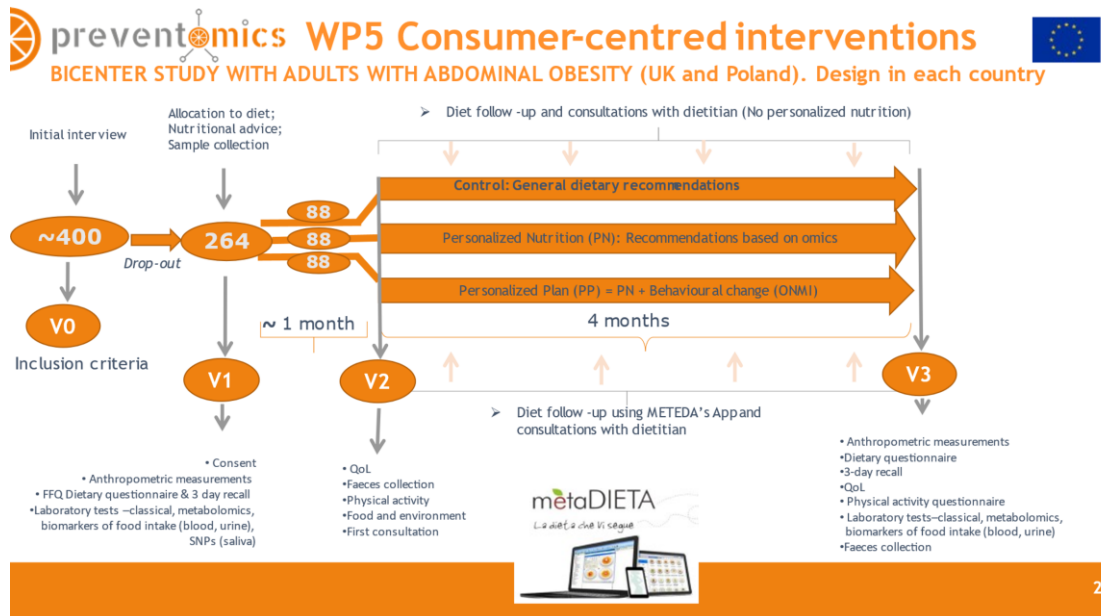 preventomics WP5 Consumer-centred interventions
BICENTER STUDY WITH ADULTS WITH ABDOMINAL OBESITY (UK and Poland). Design in each country
Initial interview
Allocation to diet;
Nutritional advice;
Sample collection
➢ Diet follow -up and consultations with dietitian (No personalized nutrition)
~400
Drop-out
264
88
88
88
Control: General dietary recommendations
Personalized Nutrition (PN): Recommendations based on omics
Personalized Plan (PP) = PN + Behavioural change (ONMI)
~ 1 month
4 months
V0
Inclusion criteria
V1
V2
V3
➢ Diet follow -up using METEDA's Appand
consultations with dietitian
• Consent
• Anthropometric measurements
• FFQ Dietary questionnaire & 3 day recall
•Laboratory tests –classical, metabolomics,
biomarkers of food intake (blood, urine),
SNPs (saliva)
•QoL
•Faeces collection
•Physical activity
•Food and environment
•First consultation
mètaDIETA
La dieta che Vi segue
•Anthropometric measurements
•Dietary questionnaire
•3-day recall
•QoL
• Physical activity questionnaire
• Laboratory tests–classical, metabolomics,
biomarkers of food intake (blood, urine)
•Faeces collection
2